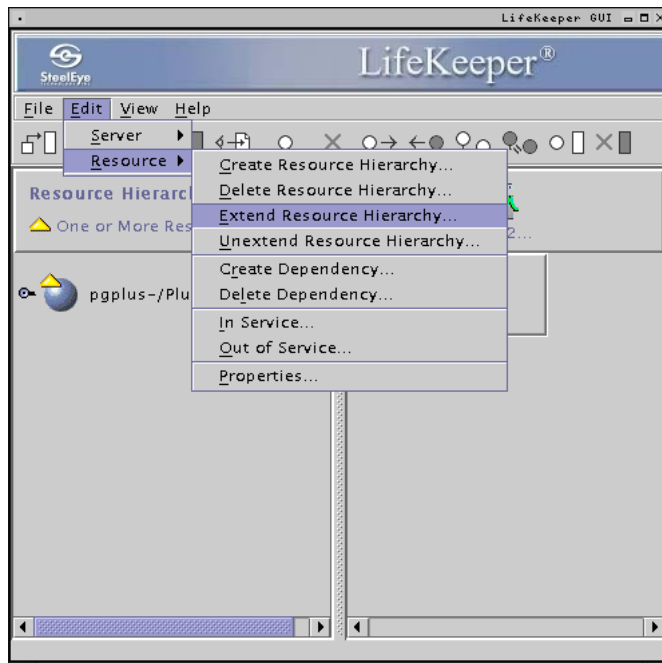 LifeKeeper GUI
SteelEye
LifeKeeper®
File Edit View Help
Server
Resource
Create Resource Hierarchy...
Delete Resource Hierarchy...
Extend Resource Hierarchy...
Unextend Resource Hierarchy...
Create Dependency...
Delete Dependency...
In Service...
Out of Service...
Properties...
Resource Hierarc
One or More Res
2...
pgplus-/Plu